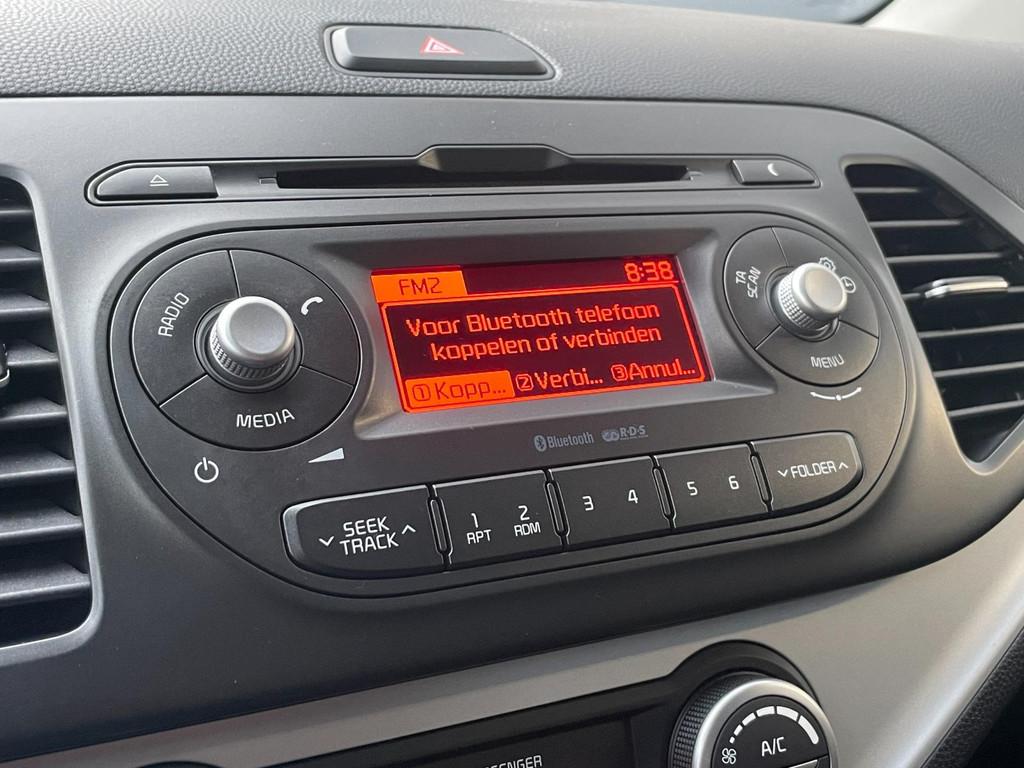 FM2 8:38
Voor Bluetooth telefoon
koppelen of verbinden
①Kopp... ②Verbi... ③Annul...
RADIO
MEDIA
TA
SCAN
MENU
Bluetooth R·D·S
SEEK
TRACK
1 2
RPT RDM
3 4
5 6
FOLDER
A/C